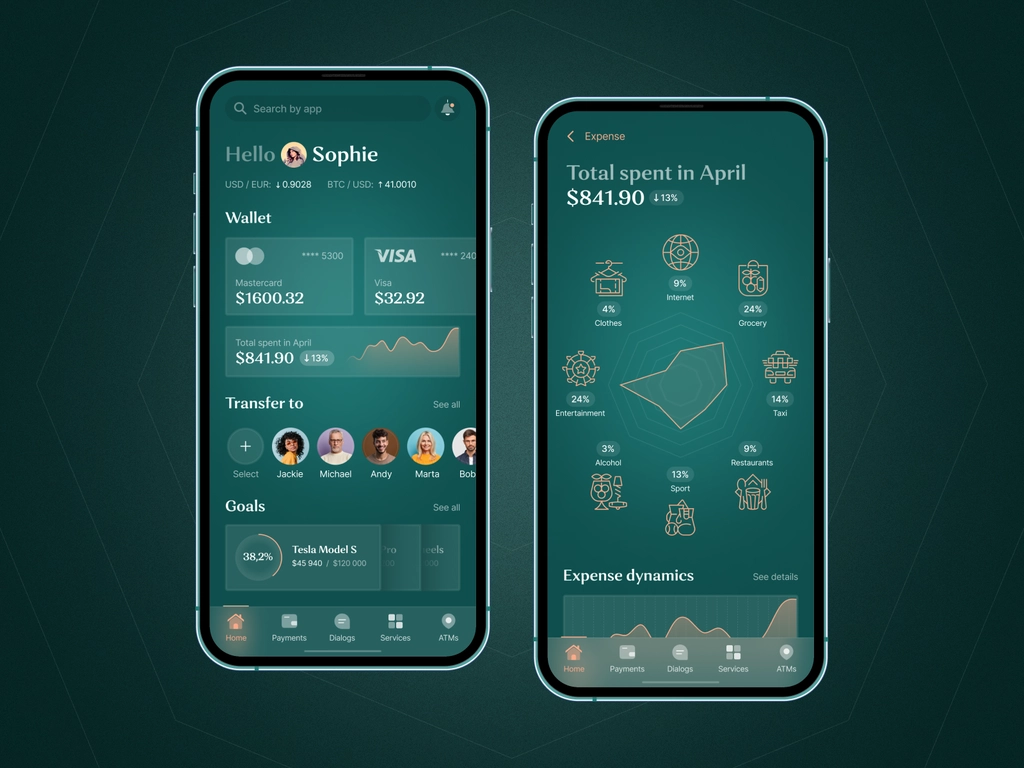 Search by app
Hello Sophie
USD / EUR: ↓0.9028 BTC / USD: ↑41.0010
Wallet
**** 5300
Mastercard
$1600.32
VISA **** 240
Visa
$32.92
Total spent in April
$841.90 ↓13%
Transfer to See all
Select Jackie Michael Andy Marta Bob
Goals See all
38,2%
Tesla Model S
$45 940 / $120 000
ro
00
eels
00
Home Payments Dialogs Services ATMs
Expense
Total spent in April
$841.90 ↓13%
9%
Internet
4%
Clothes
24%
Grocery
24%
Entertainment
14%
Taxi
3%
Alcohol
9%
Restaurants
13%
Sport
Expense dynamics See details
Home Payments Dialogs Services ATMs